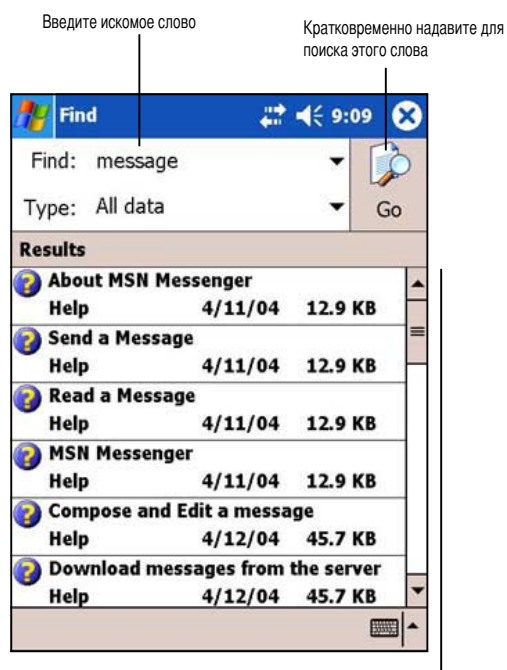 Введите искомое слово
Кратковременно надавите для
поиска этого слова
Find 9:09
Find: message
Type: All data
Go
Results
About MSN Messenger
Help 4/11/04 12.9 KB
Send a Message
Help 4/11/04 12.9 KB
Read a Message
Help 4/11/04 12.9 KB
MSN Messenger
Help 4/11/04 12.9 KB
Compose and Edit a message
Help 4/12/04 45.7 KB
Download messages from the server
Help 4/12/04 45.7 KB